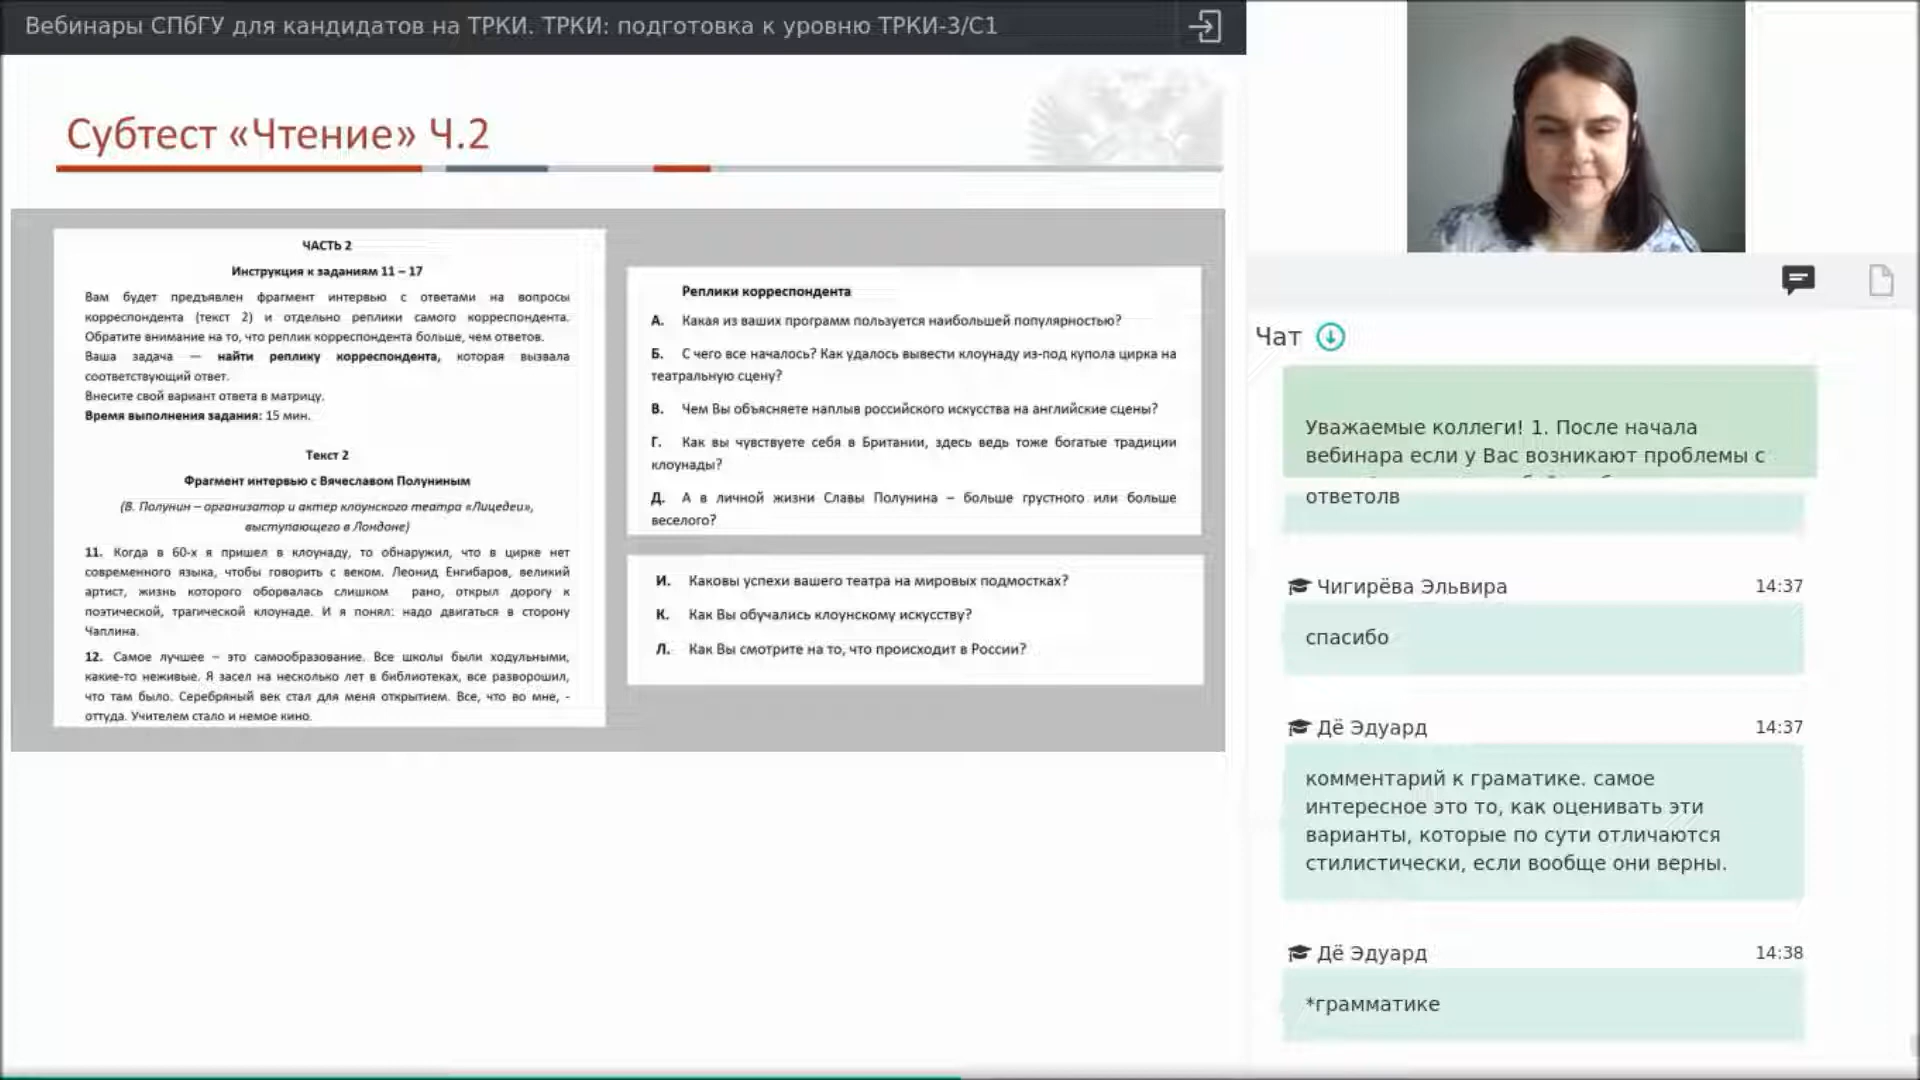 Вебинары СПбГУ для кандидатов на ТРКИ. ТРКИ: подготовка к уровню ТРКИ-3/С1
Субтест «Чтение» Ч.2
ЧАСТЬ 2
Инструкция к заданиям 11 – 17
Вам будет предъявлен фрагмент интервью с ответами на вопросы
корреспондента (текст 2) и отдельно реплики самого корреспондента.
Обратите внимание на то, что реплик корреспондента больше, чем ответов.
Ваша задача — найти реплику корреспондента, которая вызвала
соответствующий ответ.
Внесите свой вариант ответа в матрицу.
Время выполнения задания: 15 мин.
Текст 2
Фрагмент интервью с Вячеславом Полуниным
(В. Полунин – организатор и актер клоунского театра «Лицедеи»,
выступающего в Лондоне)
11. Когда в 60-х я пришел в клоунаду, то обнаружил, что в цирке нет
современного языка, чтобы говорить с веком. Леонид Енгибаров, великий
артист, жизнь которого оборвалась слишком рано, открыл дорогу к
поэтической, трагической клоунаде. И я понял: надо двигаться в сторону
Чаплина.
12. Самое лучшее – это самообразование. Все школы были ходульными,
какие-то неживые. Я засел на несколько лет в библиотеках, все разворошил,
что там было. Серебряный век стал для меня открытием. Все, что во мне, -
оттуда. Учителем стало и немое кино.
Реплики корреспондента
А. Какая из ваших программ пользуется наибольшей популярностью?
Б. С чего все началось? Как удалось вывести клоунаду из-под купола цирка на
театральную сцену?
В. Чем Вы объясняете наплыв российского искусства на английские сцены?
Г. Как вы чувствуете себя в Британии, здесь ведь тоже богатые традиции
клоунады?
Д. А в личной жизни Славы Полунина – больше грустного или больше
веселого?
И. Каковы успехи вашего театра на мировых подмостках?
К. Как Вы обучались клоунскому искусству?
Л. Как Вы смотрите на то, что происходит в России?
Чат
Уважаемые коллеги! 1. После начала
вебинара если у Вас возникают проблемы с
ответолв
Чигирёва Эльвира 14:37
спасибо
Дё Эдуард 14:37
комментарий к граматике. самое
интересное это то, как оценивать эти
варианты, которые по сути отличаются
стилистически, если вообще они верны.
Дё Эдуард 14:38
*грамматике